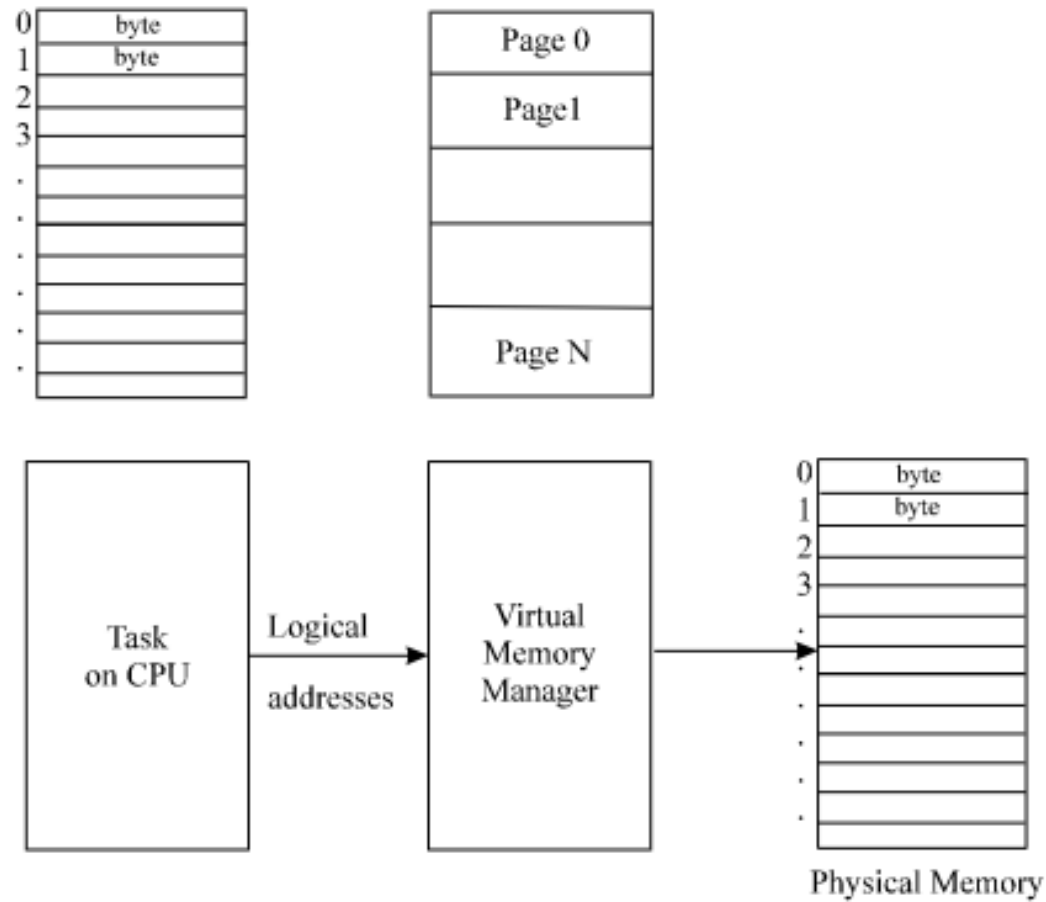 0
byte
1
byte
2
3
.
.
.
.
.
.
Page 0
Page1
Page N
Task
on CPU
Logical
addresses
Virtual
Memory
Manager
0
byte
1
byte
2
3
.
.
.
.
.
.
Physical Memory